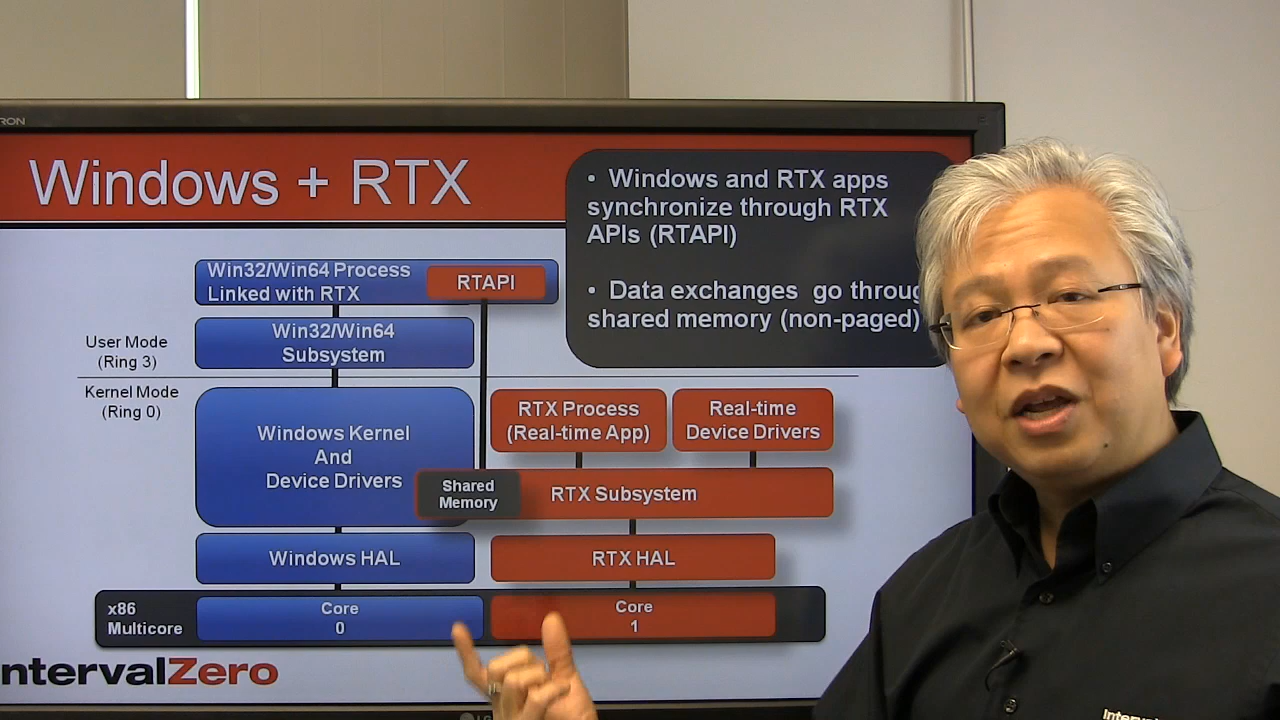 RON
Windows + RTX
• Windows and RTX apps
synchronize through RTX
APIs (RTAPI)
• Data exchanges go throug
shared memory (non-paged)
Win32/Win64 Process
Linked with RTX
RTAPI
Win32/Win64
Subsystem
User Mode
(Ring 3)
Kernel Mode
(Ring 0)
Windows Kernel
And
Device Drivers
RTX Process
(Real-time App)
Real-time
Device Drivers
Shared
Memory
RTX Subsystem
Windows HAL
RTX HAL
x86
Multicore
Core
0
Core
1
ntervalZero
LG
Interv